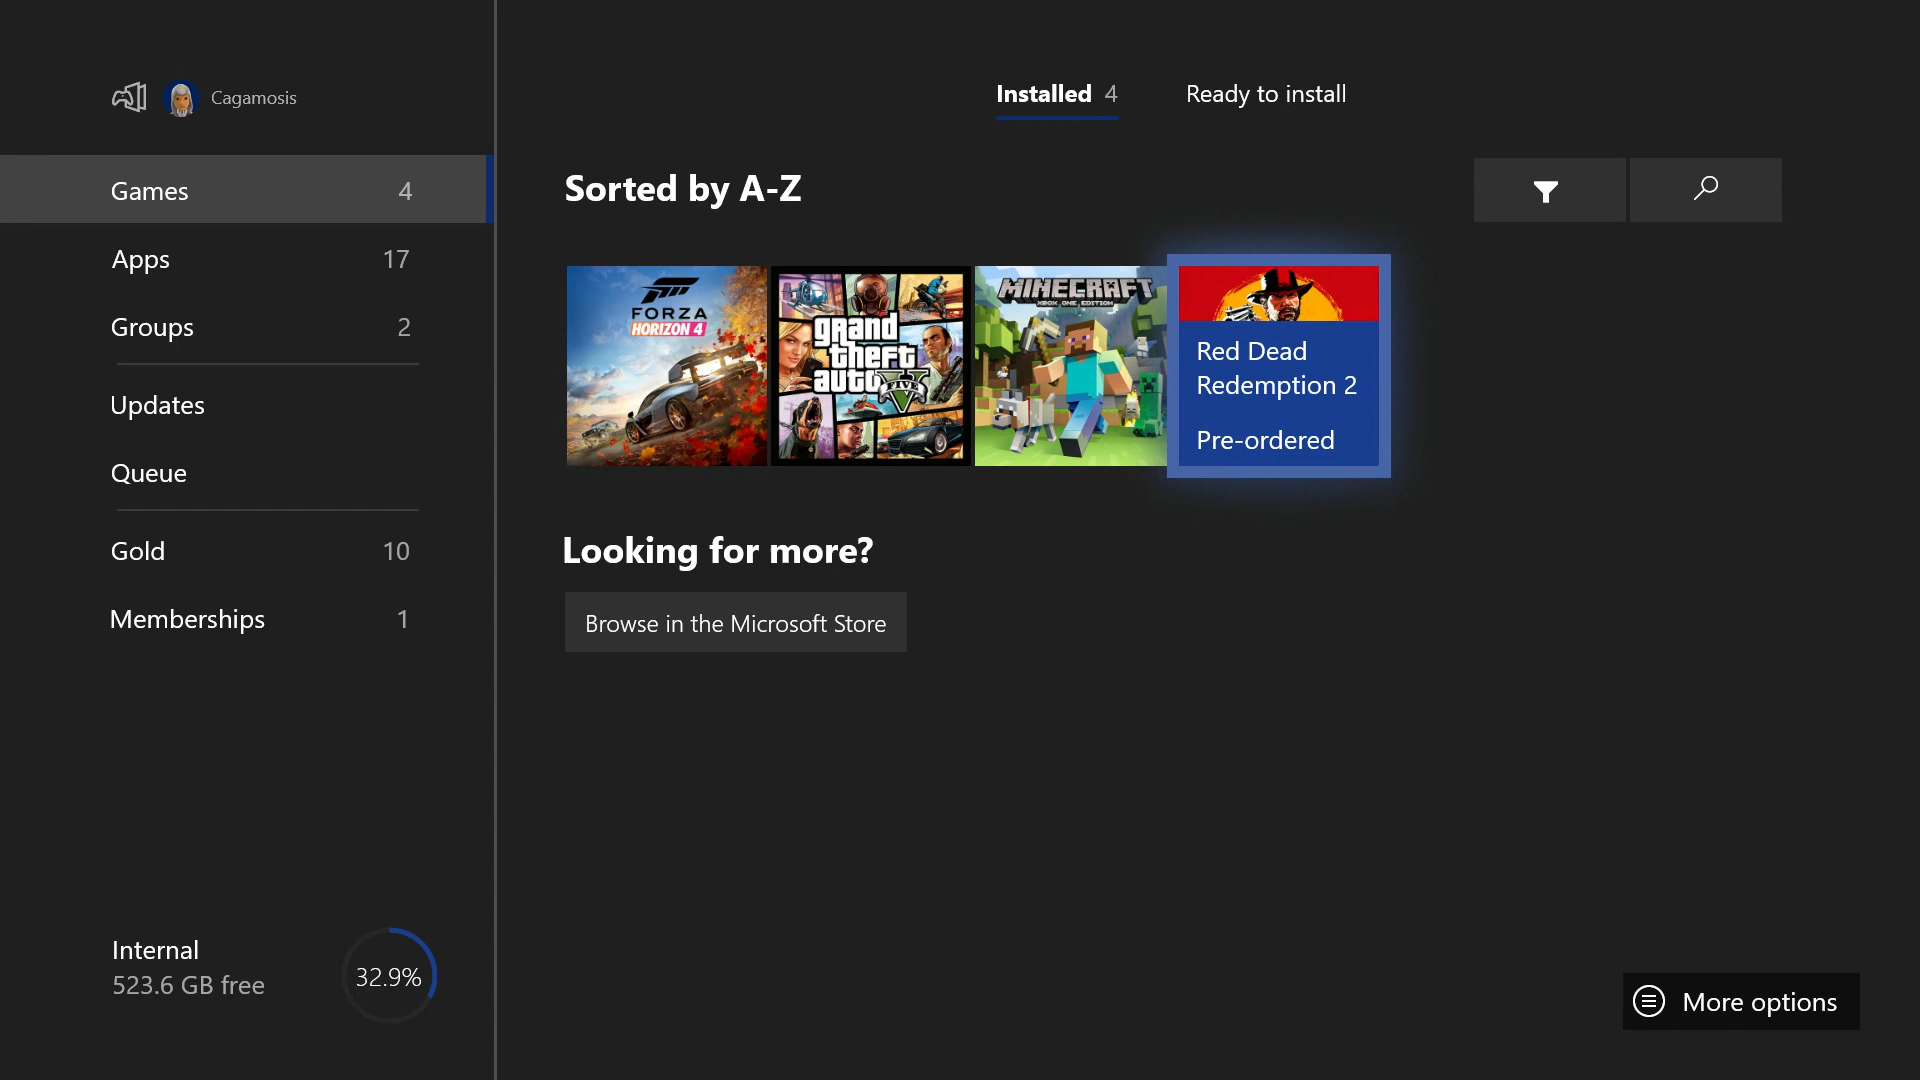 Cagamosis
Games 4
Apps 17
Groups 2
Updates
Queue
Gold 10
Memberships 1
Internal
523.6 GB free
32.9%
Installed 4
Ready to install
Sorted by A-Z
FORZA
HORIZON 4
grand
theft
auto
FIVE
MINECRAFT
XBOX ONE EDITION
Red Dead
Redemption 2
Pre-ordered
Looking for more?
Browse in the Microsoft Store
More options